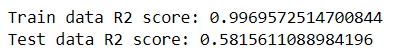 Train data R2 score: 0.9969572514700844
Test data R2 score: 0.5815611088984196